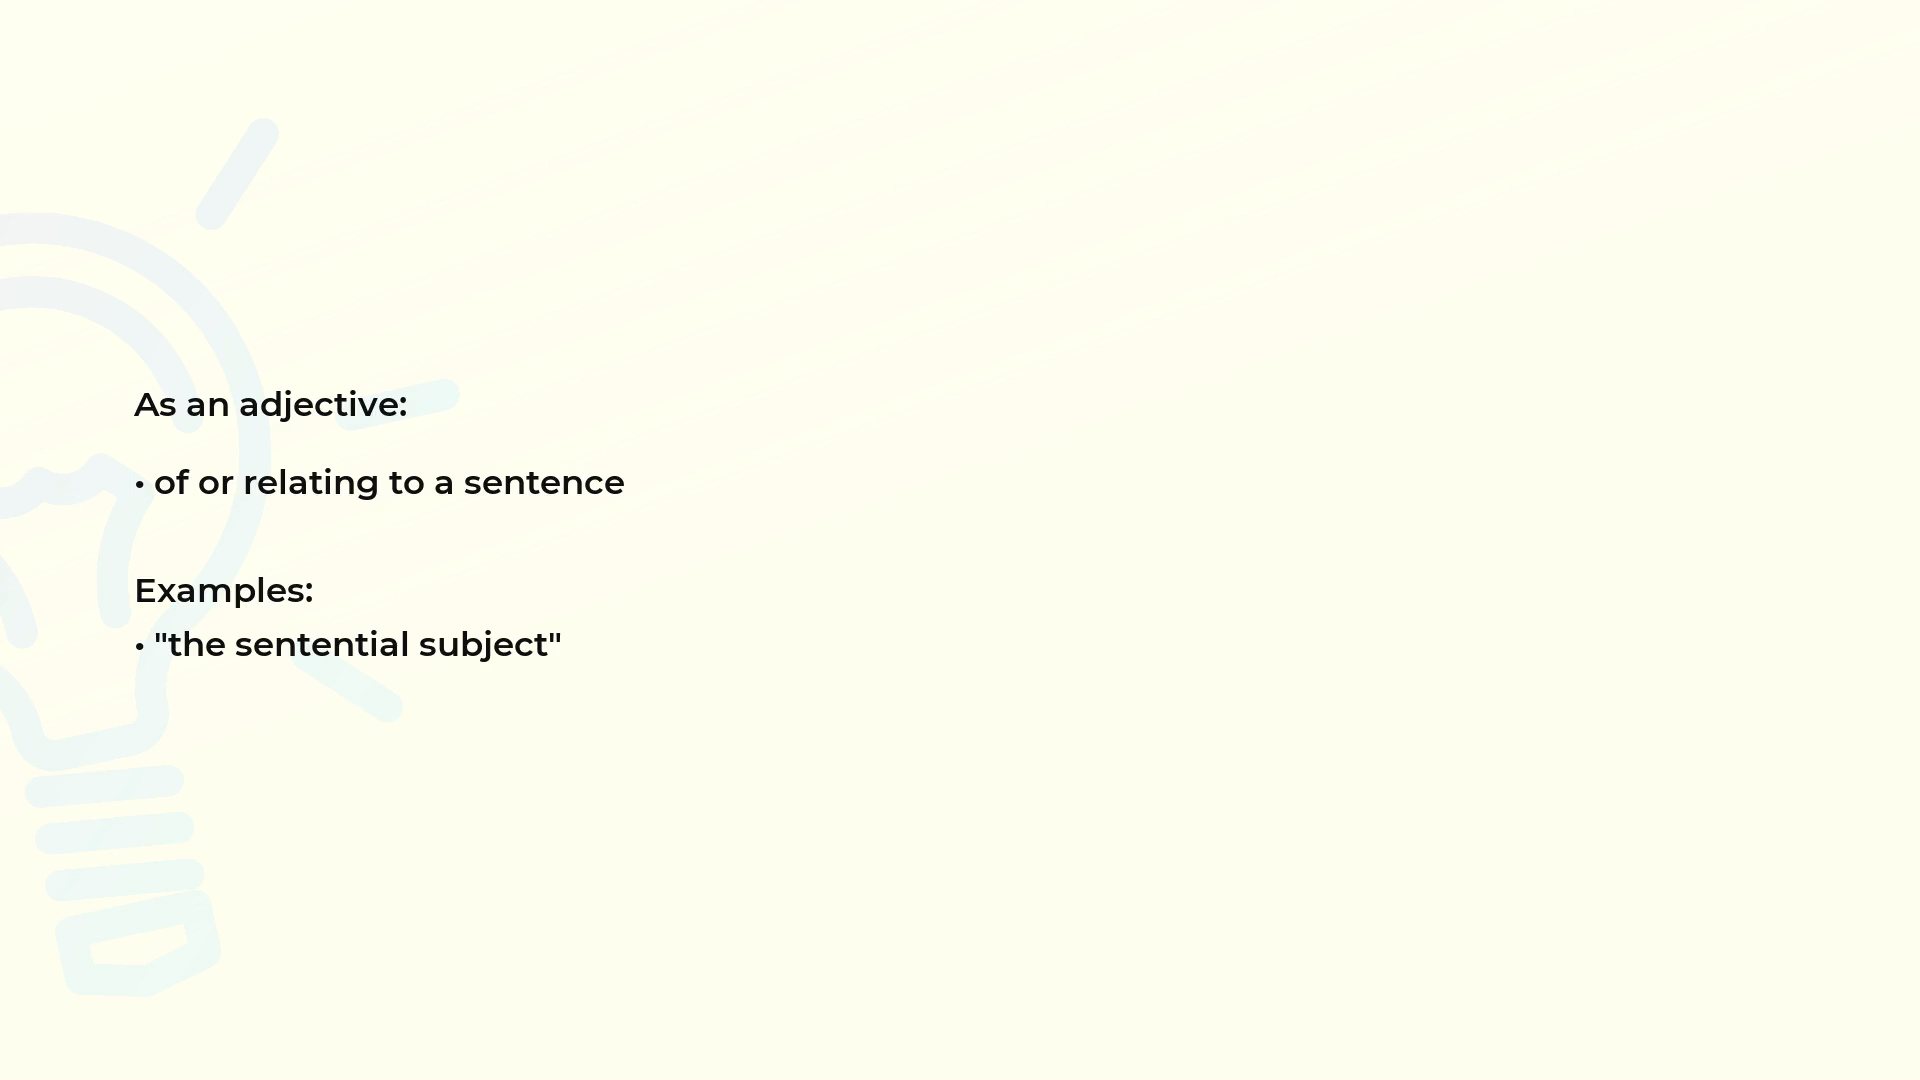 As an adjective:
• of or relating to a sentence
Examples:
• "the sentential subject"